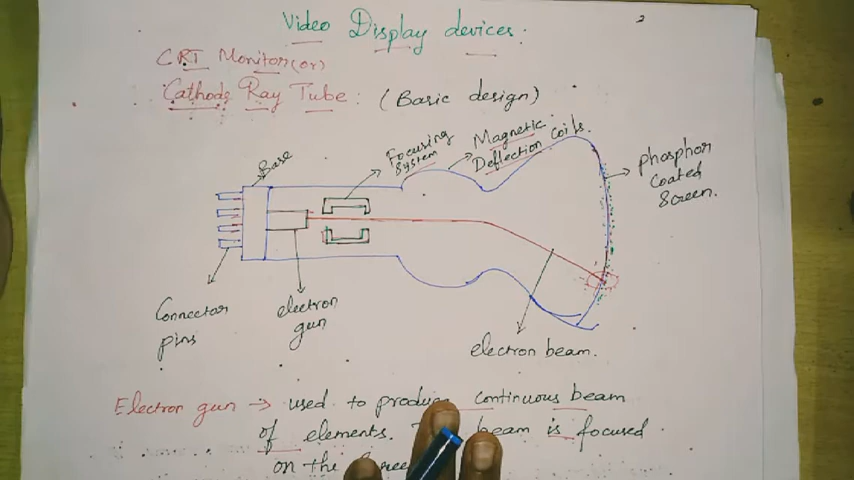 Video Display devices:
2
CRT Monitor (or)
Cathode Ray Tube: (Basic design)
Base
Focusing
System
Magnetic
Deflection coils.
phosphor
coated
Screen.
Connector
pins
electron
gun
electron beam.
Electron gun → used to produce continuous beam
of elements. beam is focused
on the